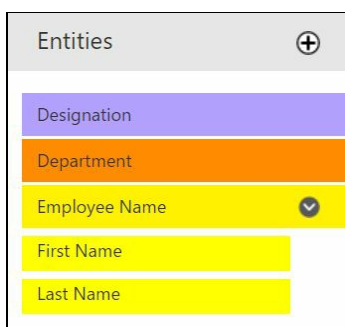 Entities
Designation
Department
Employee Name
First Name
Last Name